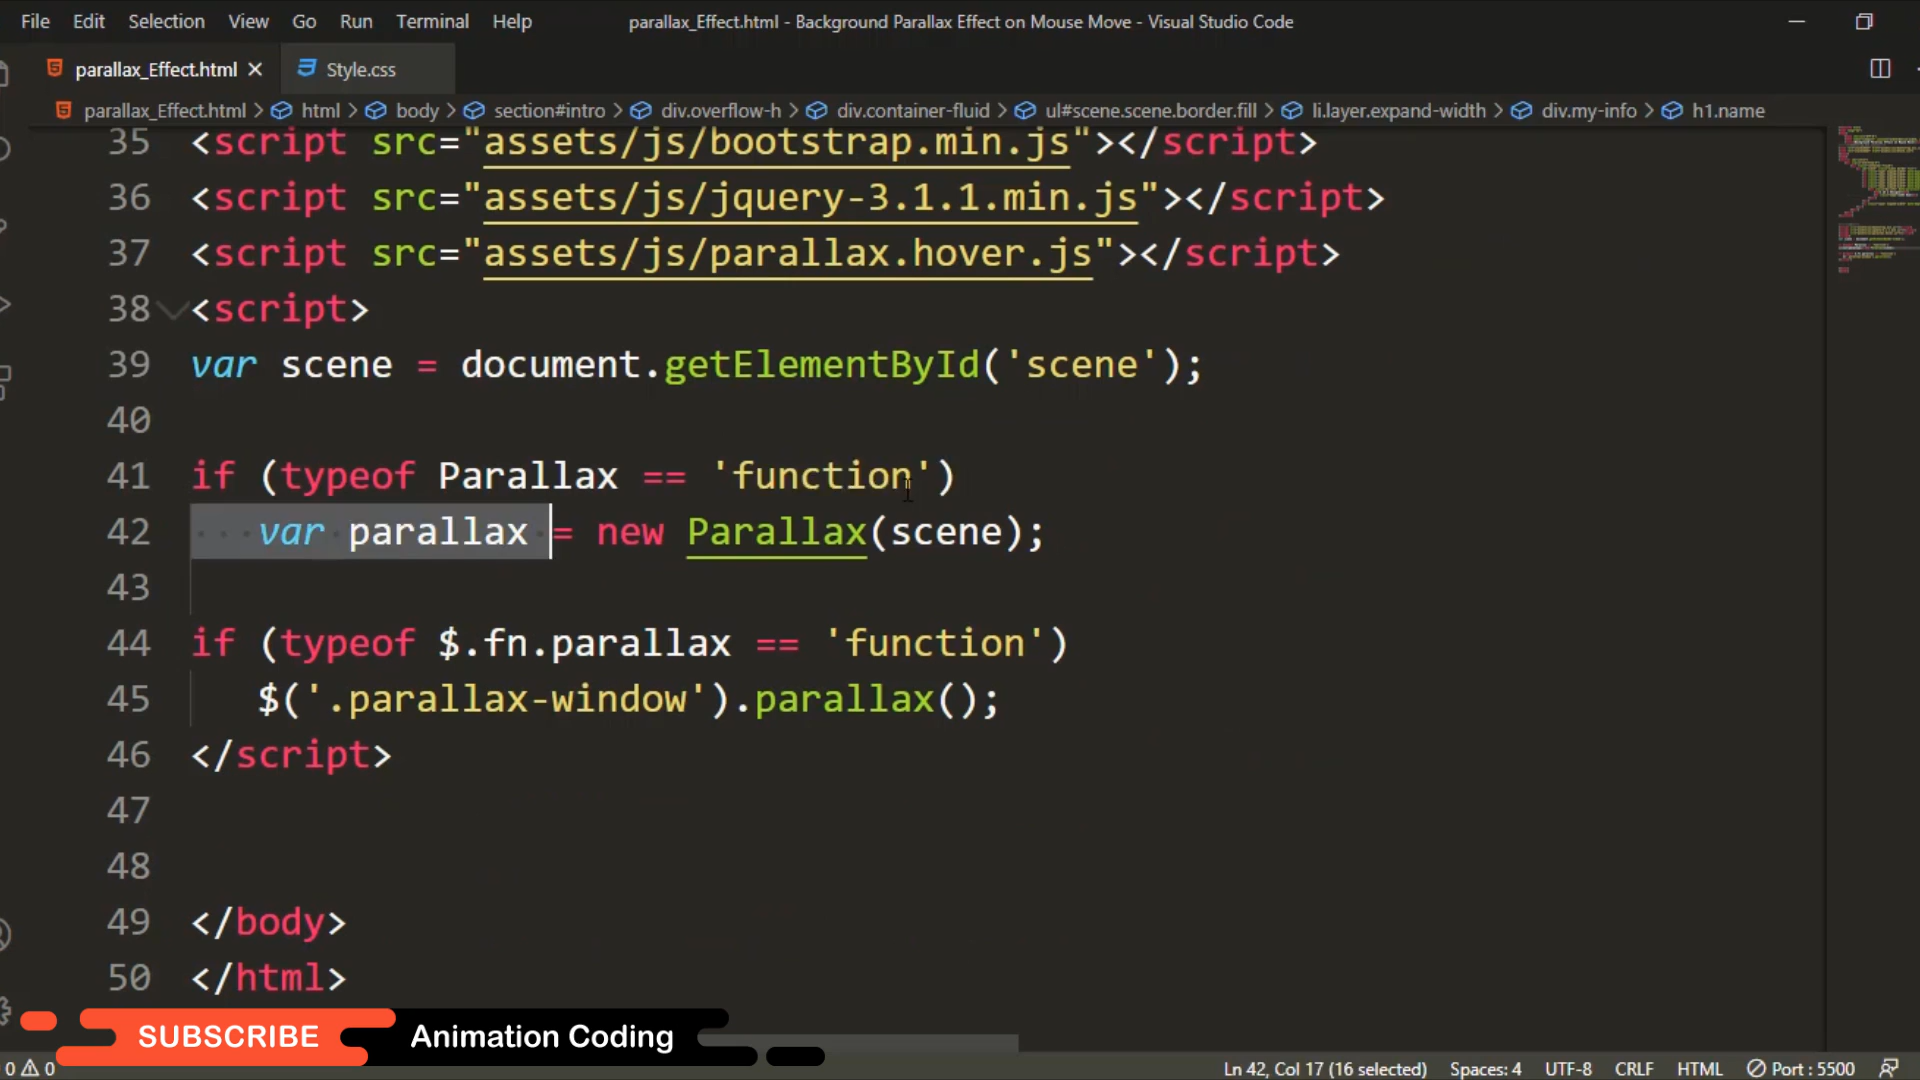 File Edit Selection View Go Run Terminal Help parallax_Effect.html - Background Parallax Effect on Mouse Move - Visual Studio Code
parallax_Effect.html Style.css
parallax_Effect.html > html > body > section#intro > div.overflow-h > div.container-fluid > ul#scene.scene.border.fill > li.layer.expand-width > div.my-info > h1.name
35 <script src="assets/js/bootstrap.min.js"></script>
36 <script src="assets/js/jquery-3.1.1.min.js"></script>
37 <script src="assets/js/parallax.hover.js"></script>
38 <script>
39 var scene = document.getElementById('scene');
40
41 if (typeof Parallax == 'function')
42 var parallax = new Parallax(scene);
43
44 if (typeof $.fn.parallax == 'function')
45 $('.parallax-window').parallax();
46 </script>
47
48
49 </body>
50 </html>
SUBSCRIBE Animation Coding
0 0 Ln 42, Col 17 (16 selected) Spaces: 4 UTF-8 CRLF HTML Port : 5500